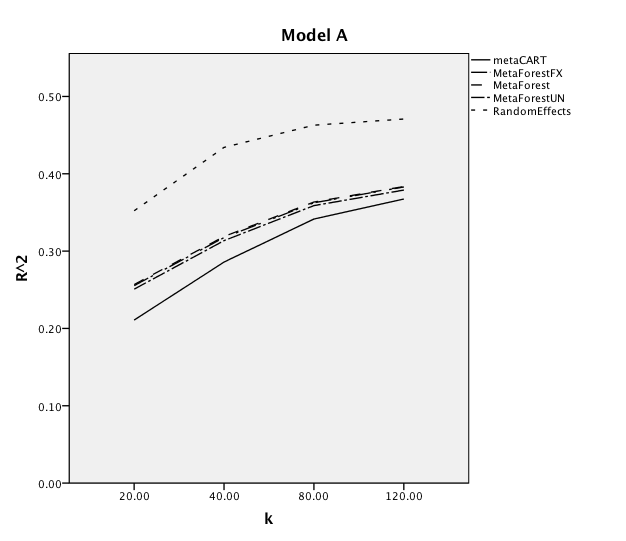 Model A
metaCART
MetaForestFX
MetaForest
MetaForestUN
RandomEffects
0.50
0.40
0.30
0.20
0.10
0.00
R^2
20.00 40.00 80.00 120.00
k